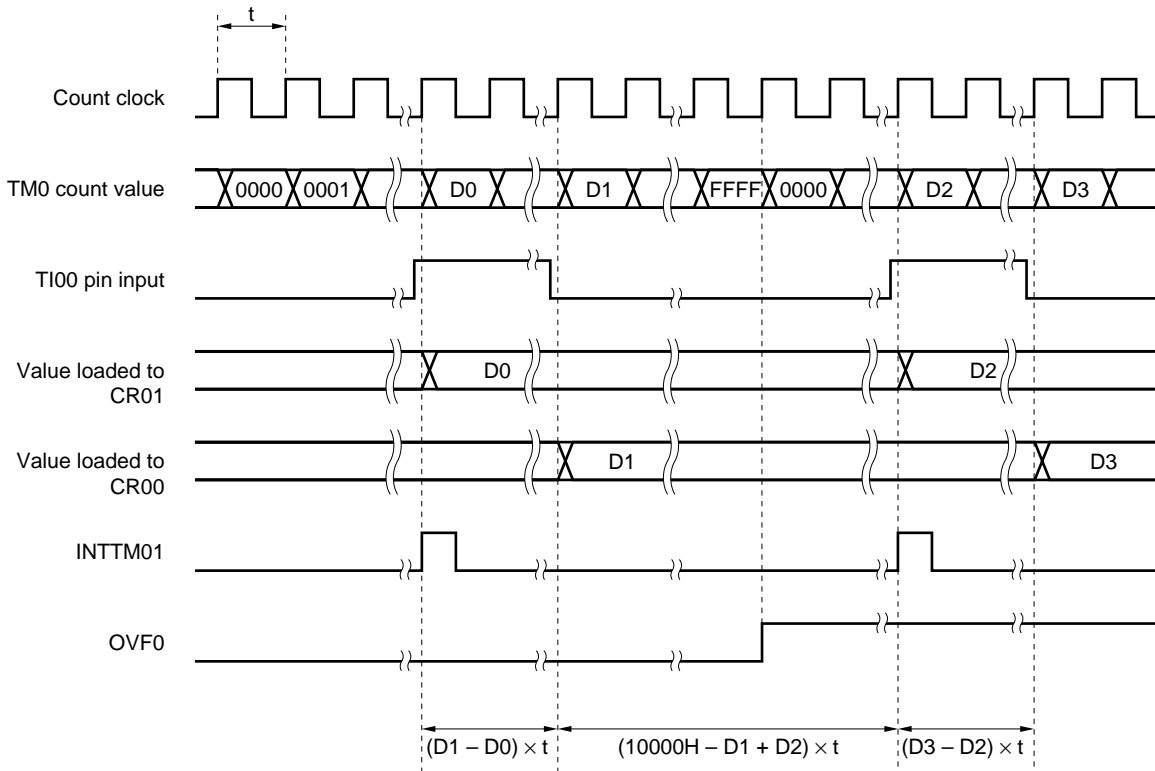 t
Count clock
TM0 count value
0000 0001 D0 D1 FFFF 0000 D2 D3
TI00 pin input
Value loaded to
CR01
D0 D2
Value loaded to
CR00
D1 D3
INTTM01
OVF0
(D1 – D0) × t (10000H – D1 + D2) × t (D3 – D2) × t